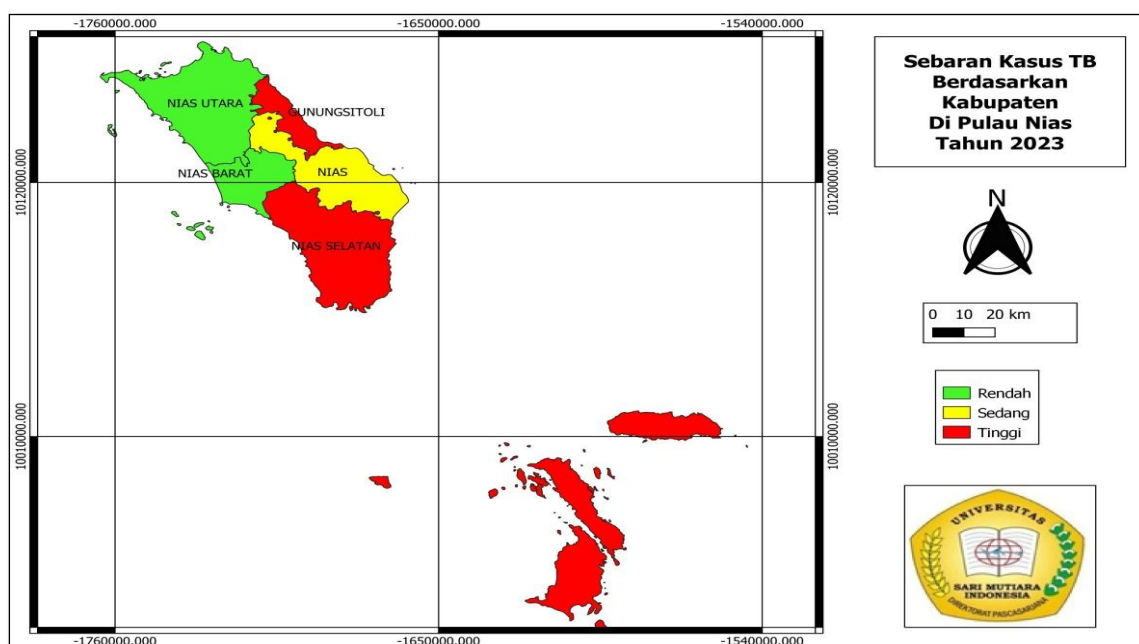 -1760000.000
-1650000.000
-1540000.000
10120000.000
10010000.000
10120000.000
10010000.000
NIAS UTARA
GUNUNGSITOLI
NIAS BARAT
NIAS
NIAS SELATAN
-1760000.000
-1650000.000
-1540000.000
Sebaran Kasus TB
Berdasarkan
Kabupaten
Di Pulau Nias
Tahun 2023
N
0 10 20 km
Rendah
Sedang
Tinggi
UNIVERSITAS
SARI MUTIARA
INDONESIA
DIREKTORAT PASCASARJANA